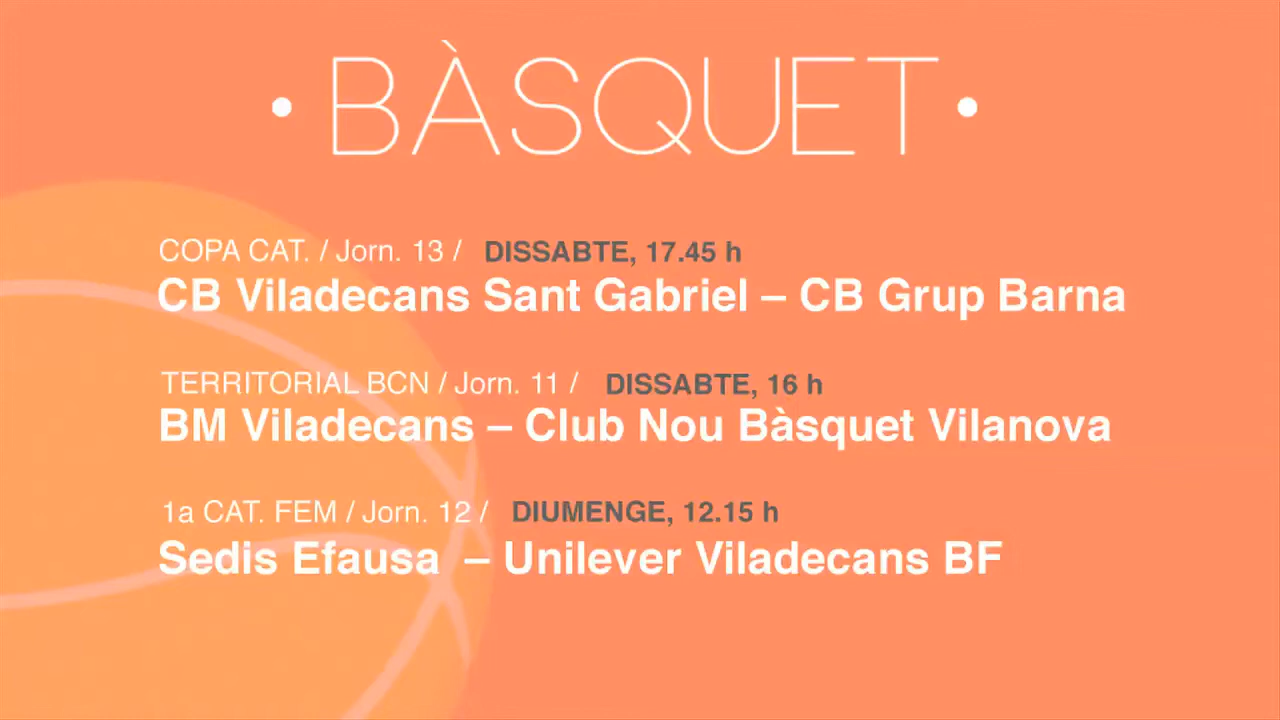 • BÀSQUET •
COPA CAT. / Jorn. 13 / DISSABTE, 17.45 h
CB Viladecans Sant Gabriel – CB Grup Barna
TERRITORIAL BCN / Jorn. 11 / DISSABTE, 16 h
BM Viladecans – Club Nou Bàsquet Vilanova
1a CAT. FEM / Jorn. 12 / DIUMENGE, 12.15 h
Sedis Efausa – Unilever Viladecans BF